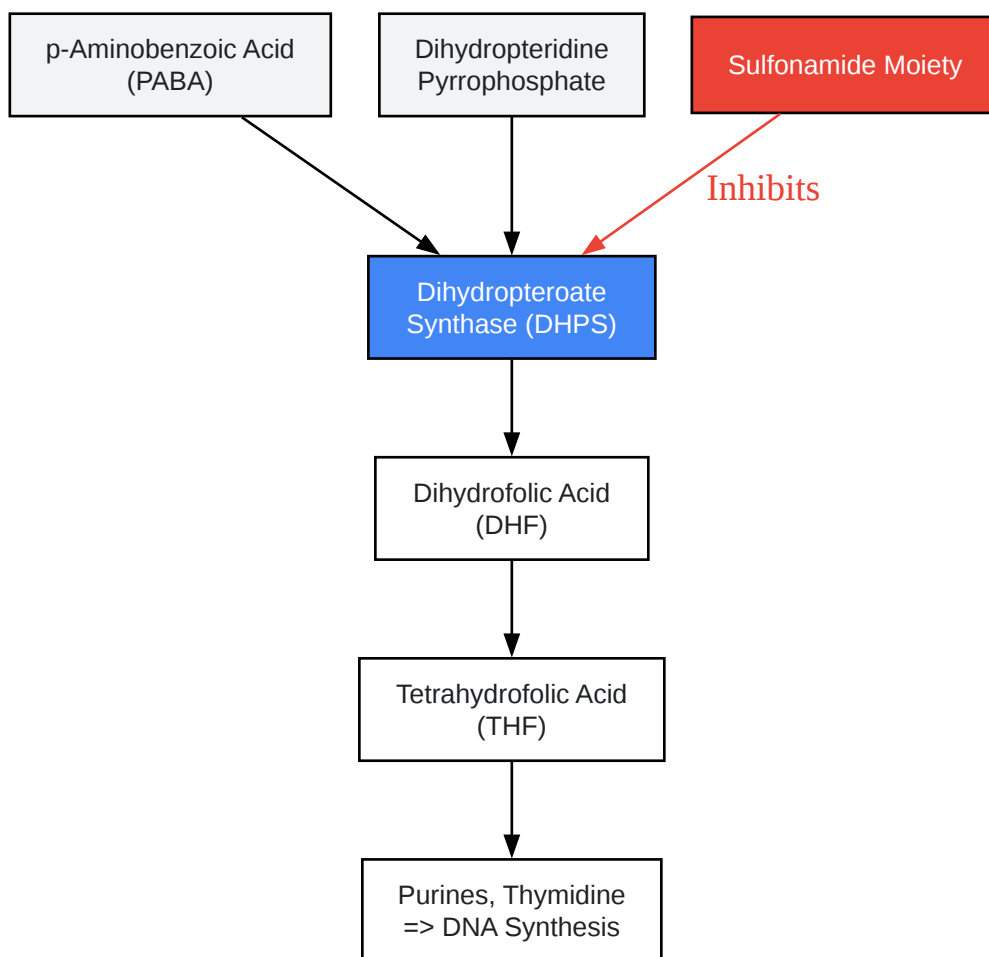 p-Aminobenzoic Acid
(PABA)
Dihydropteridine
Pyrrophosphate
Sulfonamide Moiety
Inhibits
Dihydropteroate
Synthase (DHPS)
Dihydrofolic Acid
(DHF)
Tetrahydrofolic Acid
(THF)
Purines, Thymidine
=> DNA Synthesis